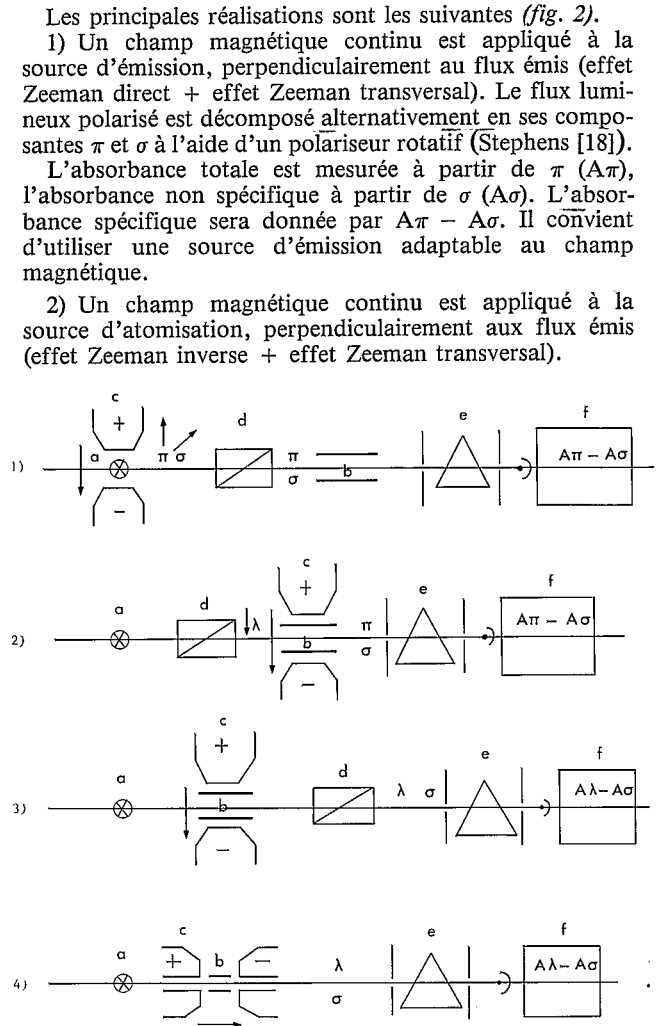 Les principales réalisations sont les suivantes (fig. 2).
1) Un champ magnétique continu est appliqué à la
source d'émission, perpendiculairement au flux émis (effet
Zeeman direct + effet Zeeman transversal). Le flux lumi-
neux polarisé est décomposé alternativement en ses compo-
santes π et σ à l'aide d'un polariseur rotatif (Stephens [18]).
L'absorbance totale est mesurée à partir de π (Aπ),
l'absorbance non spécifique à partir de σ (Aσ). L'absor-
bance spécifique sera donnée par Aπ − Aσ. Il convient
d'utiliser une source d'émission adaptable au champ
magnétique.
2) Un champ magnétique continu est appliqué à la
source d'atomisation, perpendiculairement aux flux émis
(effet Zeeman inverse + effet Zeeman transversal).
c
+
d
e
f
1)
a
π σ
π
σ
b
Aπ − Aσ
−
c
+
a
d
e
f
2)
λ
b
π
σ
Aπ − Aσ
−
c
+
a
d
e
f
3)
b
λ σ
Aλ− Aσ
−
c
a
b
e
f
4)
+
−
λ
σ
Aλ− Aσ